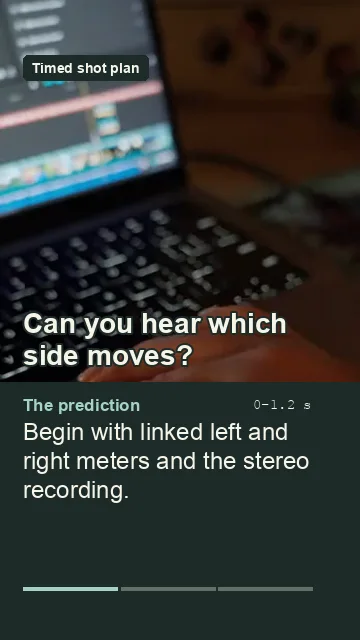 Timed shot plan
Can you hear which
side moves?
The prediction
0-1.2 s
Begin with linked left and
right meters and the stereo
recording.